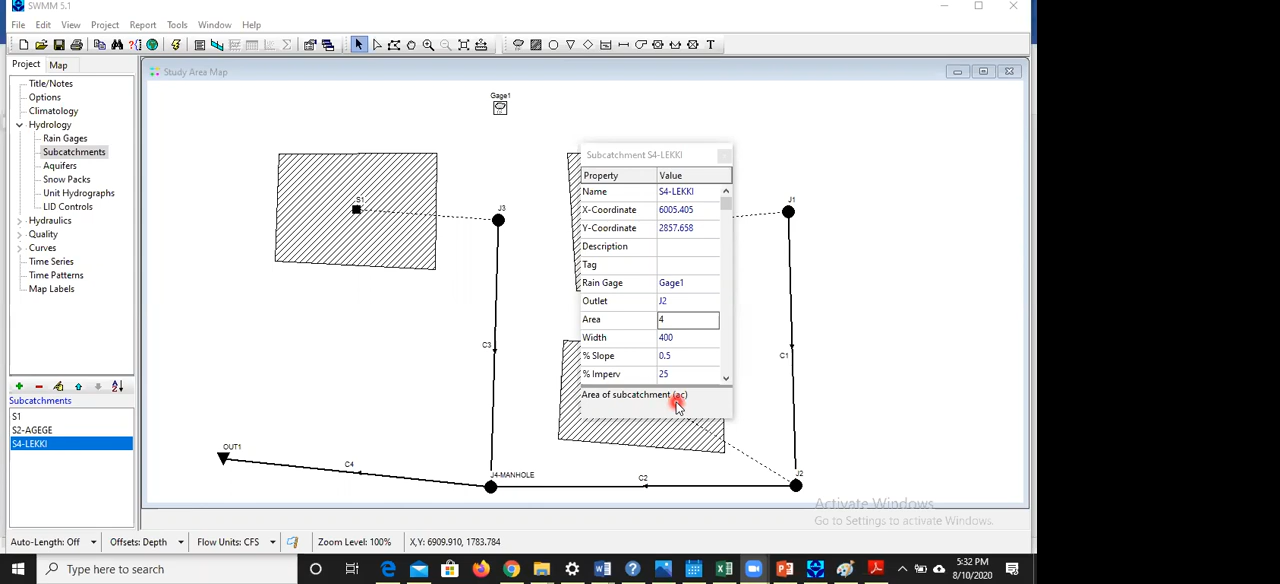 SWMM 5.1
File Edit View Project Report Tools Window Help
Project Map
Title/Notes
Options
Climatology
Hydrology
Rain Gages
Subcatchments
Aquifers
Snow Packs
Unit Hydrographs
LID Controls
Hydraulics
Quality
Curves
Time Series
Time Patterns
Map Labels
Subcatchments
S1
S2-AGEGE
S4-LEKKI
Study Area Map
Gage1
S1
J3
J1
C3
C1
OUT1
C4
J4-MANHOLE
C2
J2
Subcatchment S4-LEKKI
Property Value
Name S4-LEKKI
X-Coordinate 6005.405
Y-Coordinate 2857.658
Description
Tag
Rain Gage Gage1
Outlet J2
Area 4
Width 400
% Slope 0.5
% Imperv 25
Area of subcatchment (ac)
Activate Windows
Go to Settings to activate Windows.
Auto-Length: Off Offsets: Depth Flow Units: CFS Zoom Level: 100% X,Y: 6909.910, 1783.784
Type here to search
5:32 PM
8/10/2020